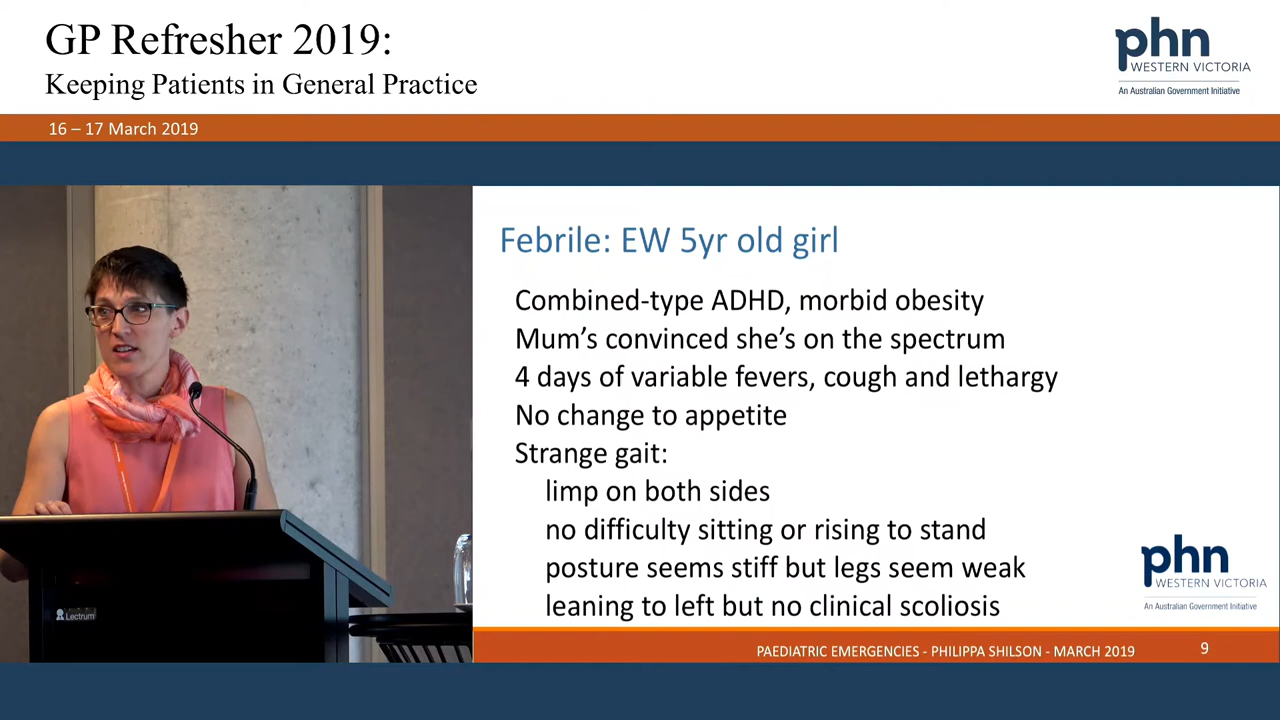 GP Refresher 2019:
Keeping Patients in General Practice
phn
WESTERN VICTORIA
An Australian Government Initiative
16 – 17 March 2019
Febrile: EW 5yr old girl
Combined-type ADHD, morbid obesity
Mum's convinced she's on the spectrum
4 days of variable fevers, cough and lethargy
No change to appetite
Strange gait:
limp on both sides
no difficulty sitting or rising to stand
posture seems stiff but legs seem weak
leaning to left but no clinical scoliosis
phn
WESTERN VICTORIA
An Australian Government Initiative
Lectrum
PAEDIATRIC EMERGENCIES - PHILIPPA SHILSON - MARCH 2019
9